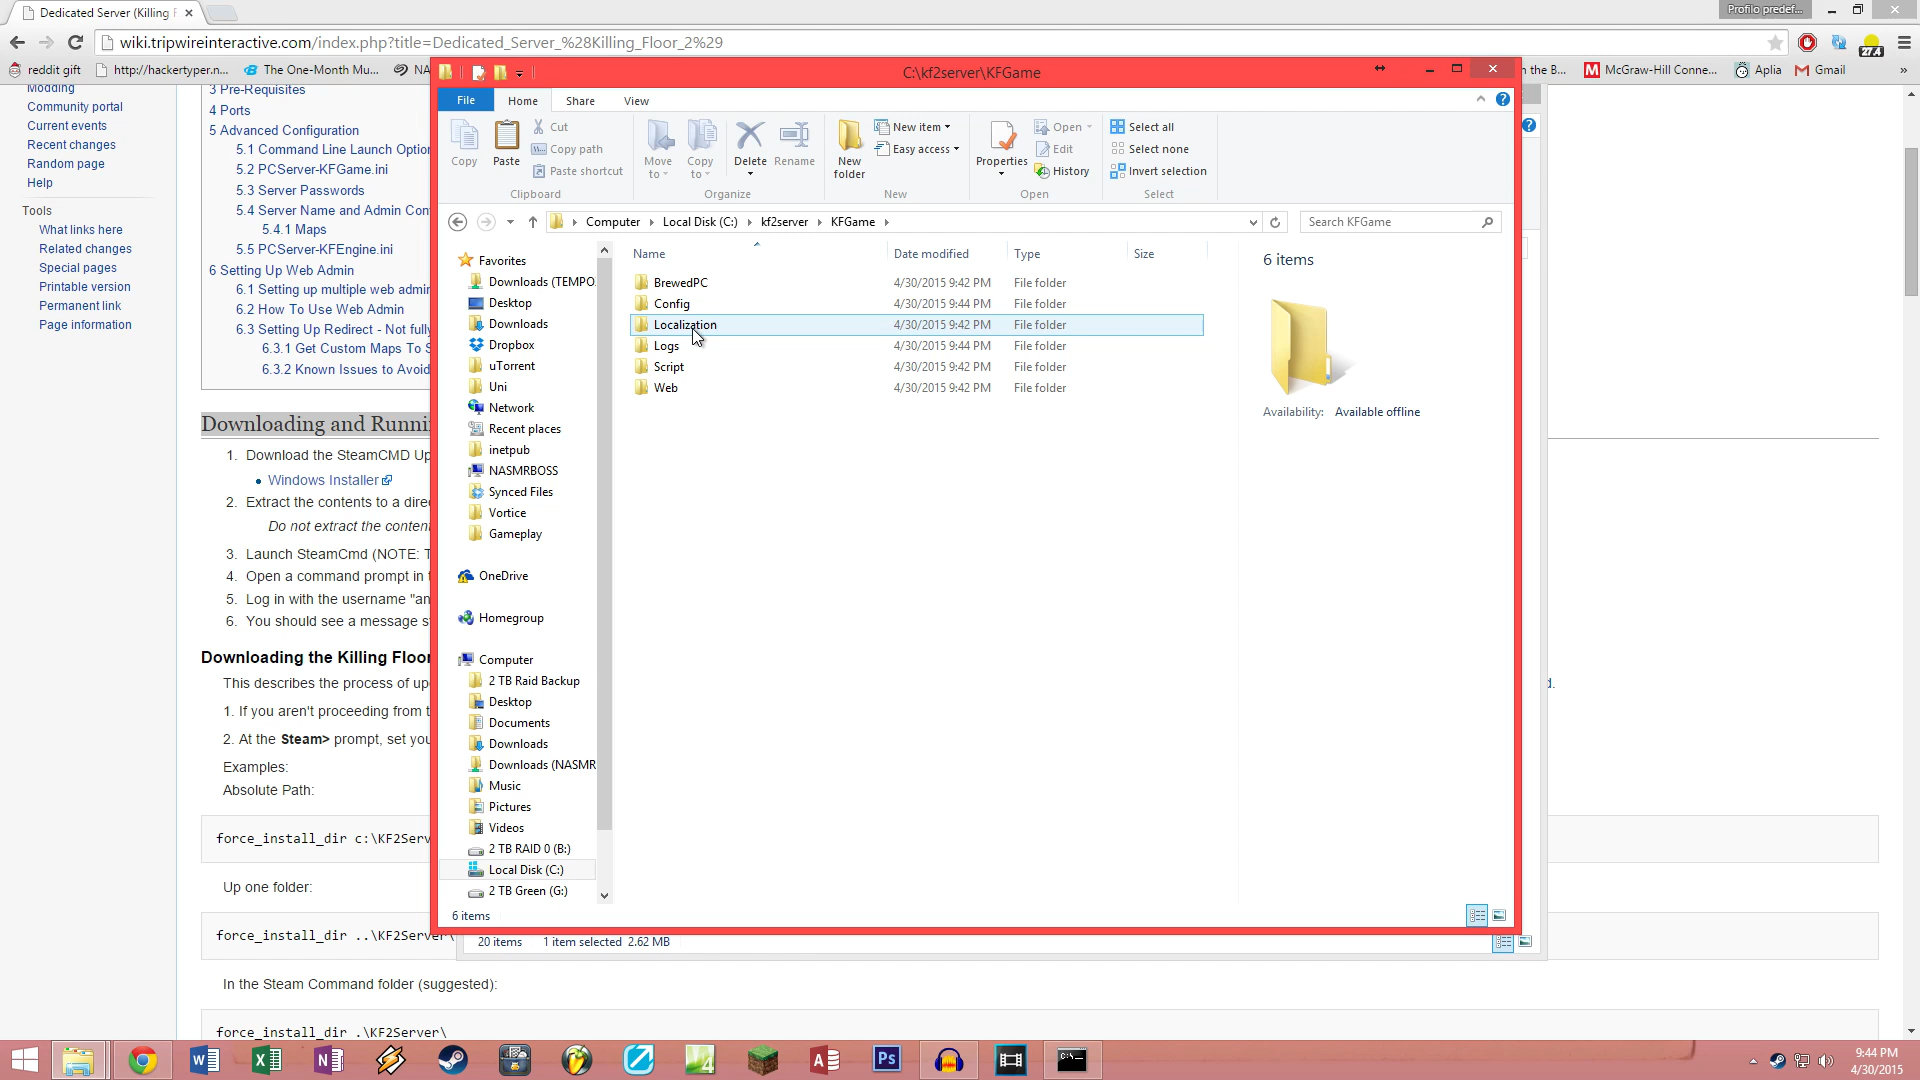 Dedicated Server (Killing F
Profilo predef...
wiki.tripwireinteractive.com/index.php?title=Dedicated_Server_%28Killing_Floor_2%29
27.4
reddit gift
http://hackertyper.n...
The One-Month Mu...
NA
n the B...
McGraw-Hill Conne...
Aplia
Gmail
»
Modding
Community portal
Current events
Recent changes
Random page
Help
Tools
What links here
Related changes
Special pages
Printable version
Permanent link
Page information
3 Pre-Requisites
4 Ports
5 Advanced Configuration
5.1 Command Line Launch Option
5.2 PCServer-KFGame.ini
5.3 Server Passwords
5.4 Server Name and Admin Con
5.4.1 Maps
5.5 PCServer-KFEngine.ini
6 Setting Up Web Admin
6.1 Setting up multiple web admin
6.2 How To Use Web Admin
6.3 Setting Up Redirect - Not fully
6.3.1 Get Custom Maps To S
6.3.2 Known Issues to Avoid
Downloading and Runni
1. Download the SteamCMD Up
Windows Installer
2. Extract the contents to a dire
Do not extract the conten
3. Launch SteamCmd (NOTE: T
4. Open a command prompt in t
5. Log in with the username "an
6. You should see a message s
Downloading the Killing Floor
This describes the process of up
d.
1. If you aren't proceeding from t
2. At the Steam> prompt, set you
Examples:
Absolute Path:
force_install_dir c:\KF2Serv
Up one folder:
force_install_dir ..\KF2Server\
In the Steam Command folder (suggested):
force_install_dir .\KF2Server\
C:\kf2server\KFGame
File
Home
Share
View
Copy
Paste
Cut
Copy path
Paste shortcut
Clipboard
Move to
Copy to
Delete
Rename
Organize
New folder
New item
Easy access
New
Properties
Open
Edit
History
Open
Select all
Select none
Invert selection
Select
Computer
Local Disk (C:)
kf2server
KFGame
Search KFGame
Favorites
Downloads (TEMPO
Desktop
Downloads
Dropbox
uTorrent
Uni
Network
Recent places
inetpub
NASMRBOSS
Synced Files
Vortice
Gameplay
OneDrive
Homegroup
Computer
2 TB Raid Backup
Desktop
Documents
Downloads
Downloads (NASMR
Music
Pictures
Videos
2 TB RAID 0 (B:)
Local Disk (C:)
2 TB Green (G:)
Name
Date modified
Type
Size
BrewedPC 4/30/2015 9:42 PM File folder
Config 4/30/2015 9:44 PM File folder
Localization 4/30/2015 9:42 PM File folder
Logs 4/30/2015 9:44 PM File folder
Script 4/30/2015 9:42 PM File folder
Web 4/30/2015 9:42 PM File folder
6 items
Availability: Available offline
6 items
20 items 1 item selected 2.62 MB
9:44 PM
4/30/2015